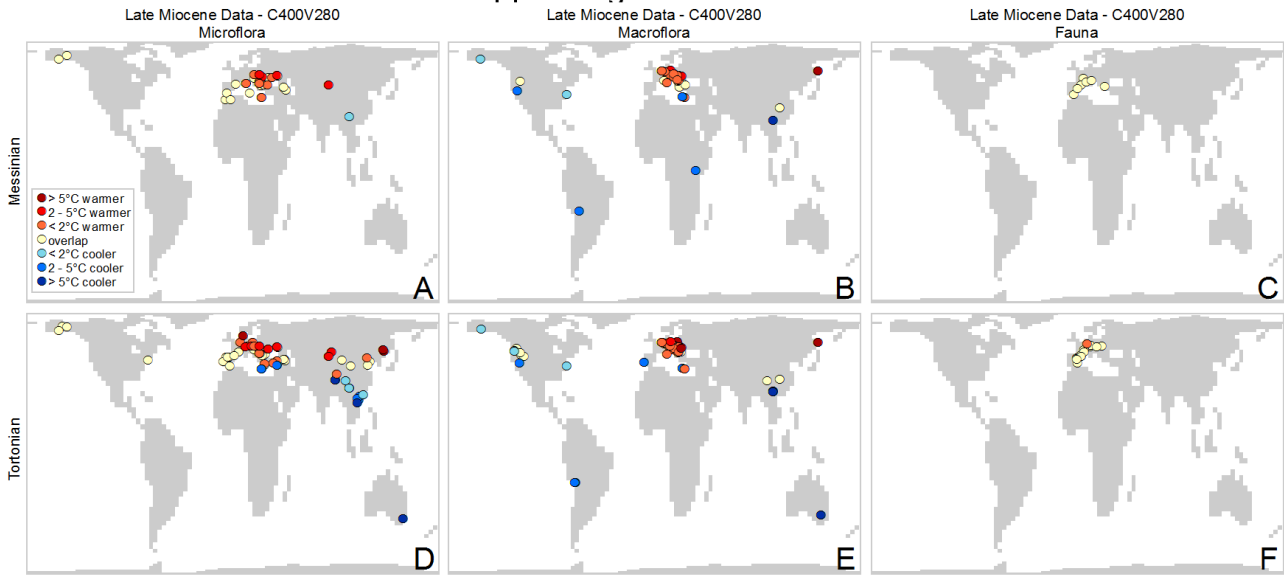 Late Miocene Data - C400V280
Microflora
Late Miocene Data - C400V280
Macroflora
Late Miocene Data - C400V280
Fauna
Messinian
> 5°C warmer
2 - 5°C warmer
< 2°C warmer
overlap
< 2°C cooler
2 - 5°C cooler
> 5°C cooler
A
B
C
Tortonian
D
E
F